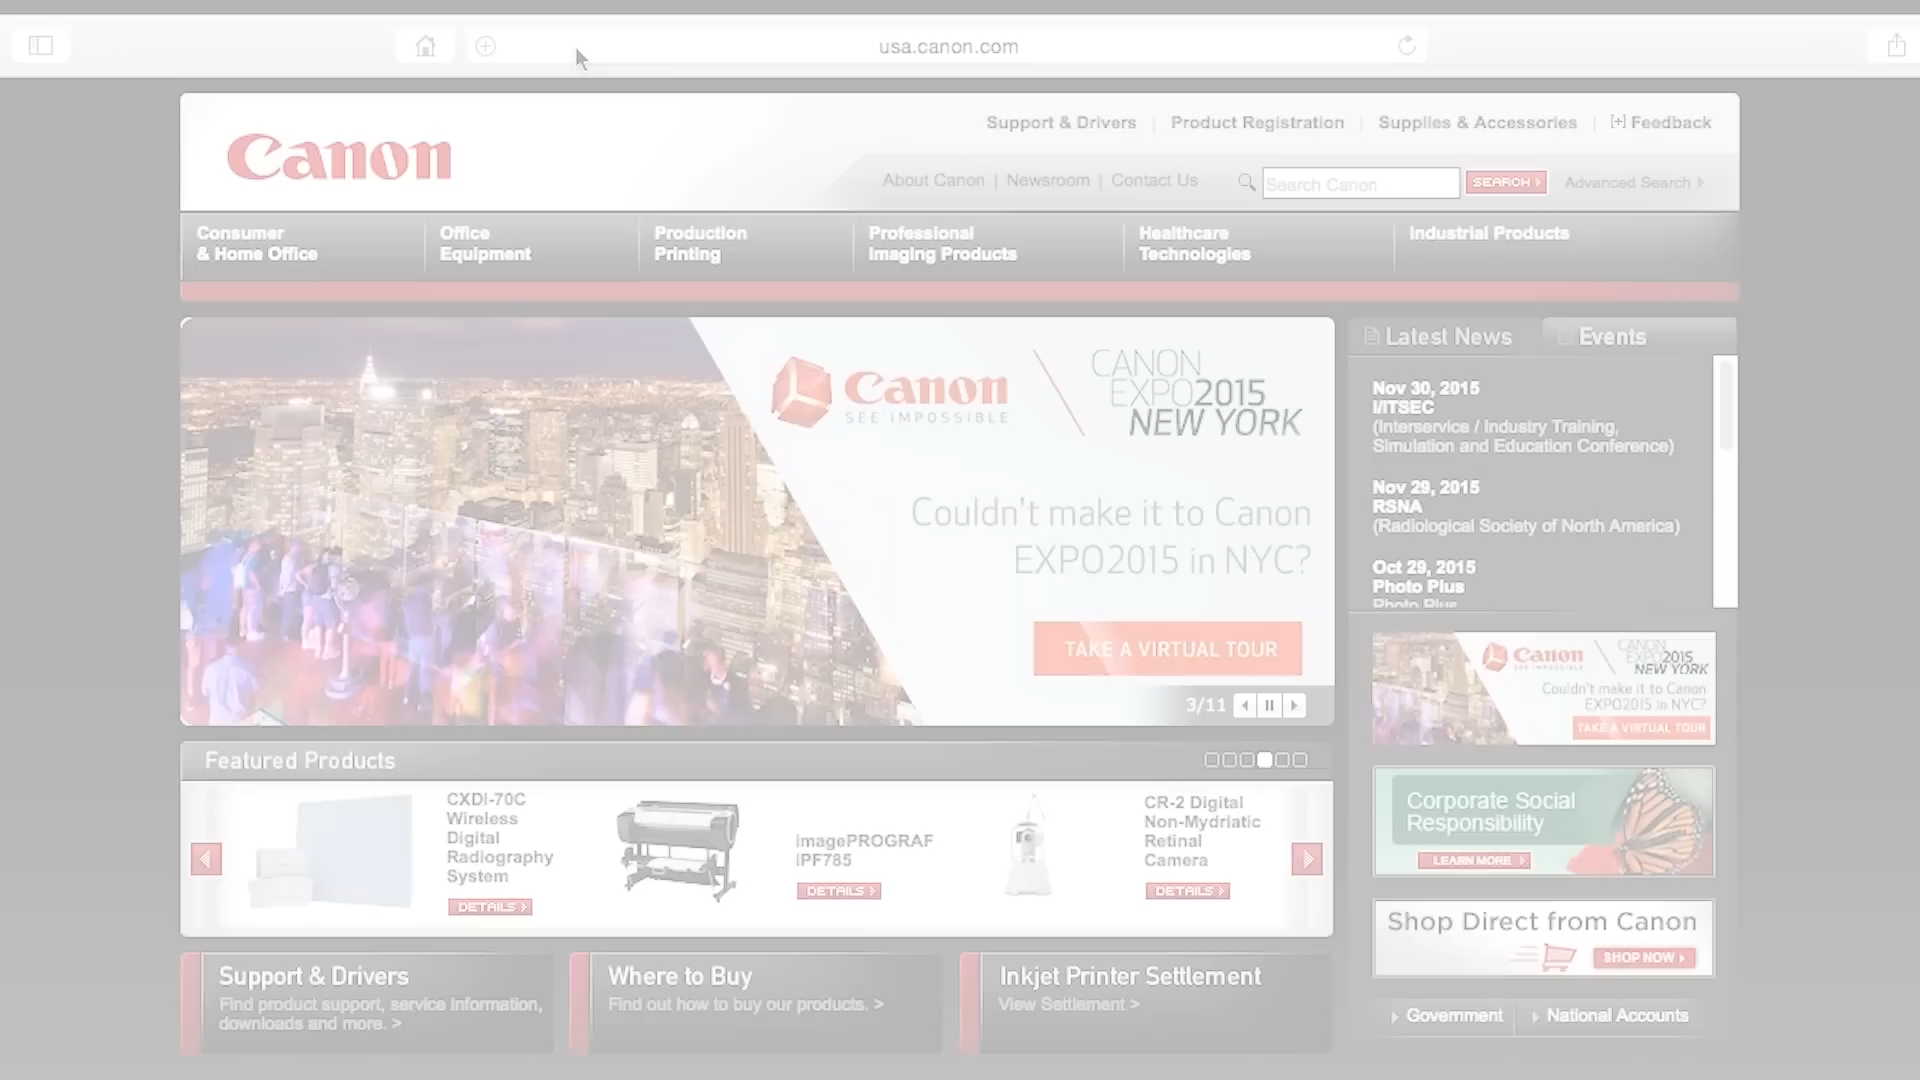 usa.canon.com
Canon
Support & Drivers
Product Registration
Supplies & Accessories
[+] Feedback
About Canon | Newsroom | Contact Us
Search Canon
SEARCH
Advanced Search
Consumer
& Home Office
Office
Equipment
Production
Printing
Professional
Imaging Products
Healthcare
Technologies
Industrial Products
Canon
SEE IMPOSSIBLE
CANON
EXPO2015
NEW YORK
Couldn't make it to Canon
EXPO2015 in NYC?
TAKE A VIRTUAL TOUR
3/11
Latest News
Events
Nov 30, 2015
I/ITSEC
(Interservice / Industry Training,
Simulation and Education Conference)
Nov 29, 2015
RSNA
(Radiological Society of North America)
Oct 29, 2015
Photo Plus
Photo Plus
Canon
SEE IMPOSSIBLE
CANON
EXPO2015
NEW YORK
Couldn't make it to Canon
EXPO2015 in NYC?
TAKE A VIRTUAL TOUR
Corporate Social
Responsibility
LEARN MORE
Shop Direct from Canon
SHOP NOW
Government
National Accounts
Featured Products
CXDI-70C
Wireless
Digital
Radiography
System
DETAILS
imagePROGRAF
iPF785
DETAILS
CR-2 Digital
Non-Mydriatic
Retinal
Camera
DETAILS
Support & Drivers
Find product support, service information,
downloads and more. >
Where to Buy
Find out how to buy our products. >
Inkjet Printer Settlement
View Settlement >